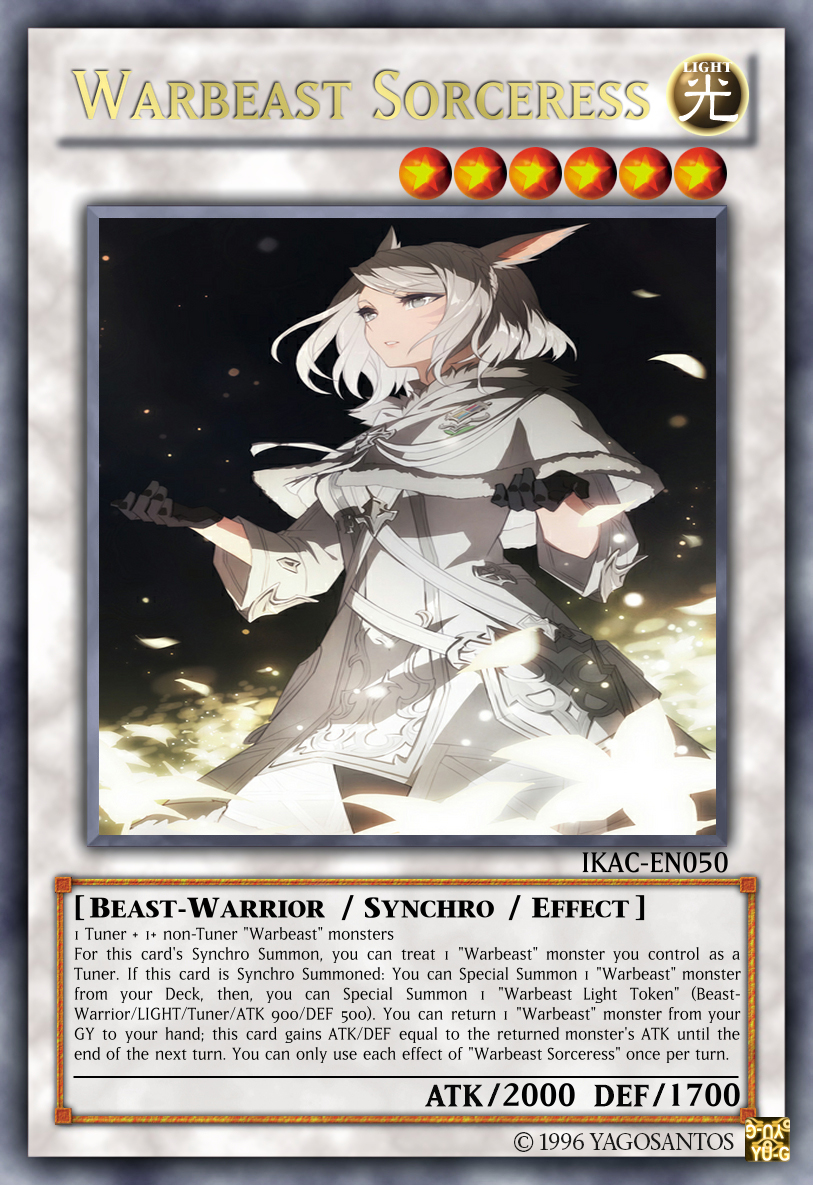 WARBEAST SORCERESS
LIGHT
光
IKAC-EN050
[ BEAST-WARRIOR / SYNCHRO / EFFECT ]
1 Tuner + 1+ non-Tuner "Warbeast" monsters
For this card's Synchro Summon, you can treat 1 "Warbeast" monster you control as a
Tuner. If this card is Synchro Summoned: You can Special Summon 1 "Warbeast" monster
from your Deck, then, you can Special Summon 1 "Warbeast Light Token" (Beast-
Warrior/LIGHT/Tuner/ATK 900/DEF 500). You can return 1 "Warbeast" monster from your
GY to your hand; this card gains ATK/DEF equal to the returned monster's ATK until the
end of the next turn. You can only use each effect of "Warbeast Sorceress" once per turn.
ATK/2000 DEF/1700
© 1996 YAGOSANTOS